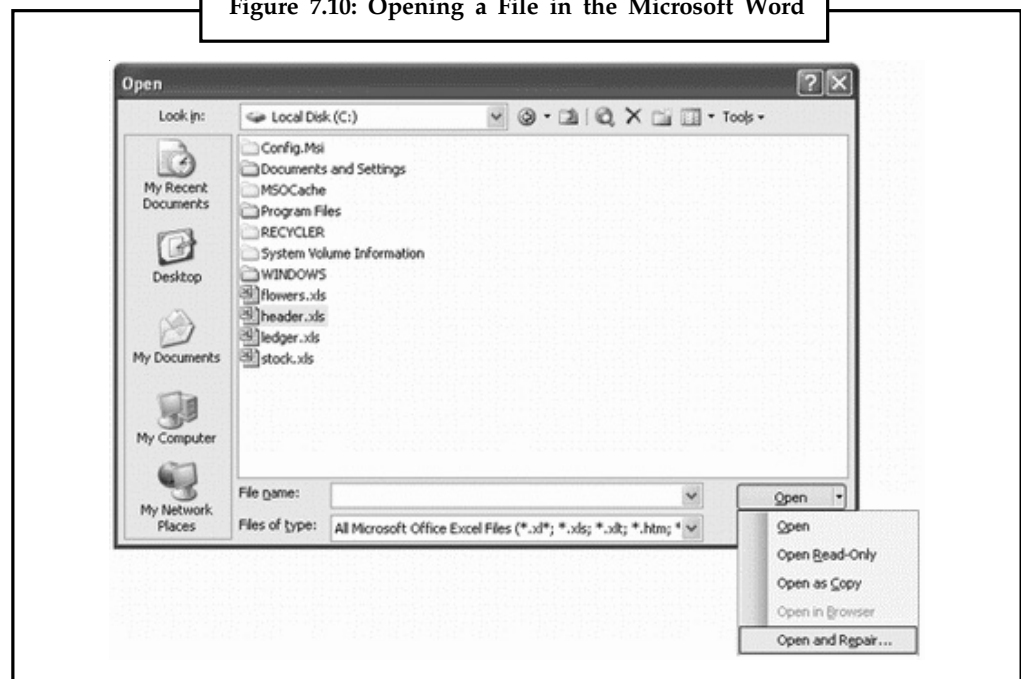 Figure 7.10: Opening a File in the Microsoft Word
Open
Look in:
Local Disk (C:)
Tools
My Recent
Documents
Desktop
My Documents
My Computer
My Network
Places
Config.Msi
Documents and Settings
MSOCache
Program Files
RECYCLER
System Volume Information
WINDOWS
flowers.xls
header.xls
ledger.xls
stock.xls
File name:
Open
Files of type:
All Microsoft Office Excel Files (*.xl*; *.xls; *.xlt; *.htm; *
Open
Open Read-Only
Open as Copy
Open in Browser
Open and Repair...